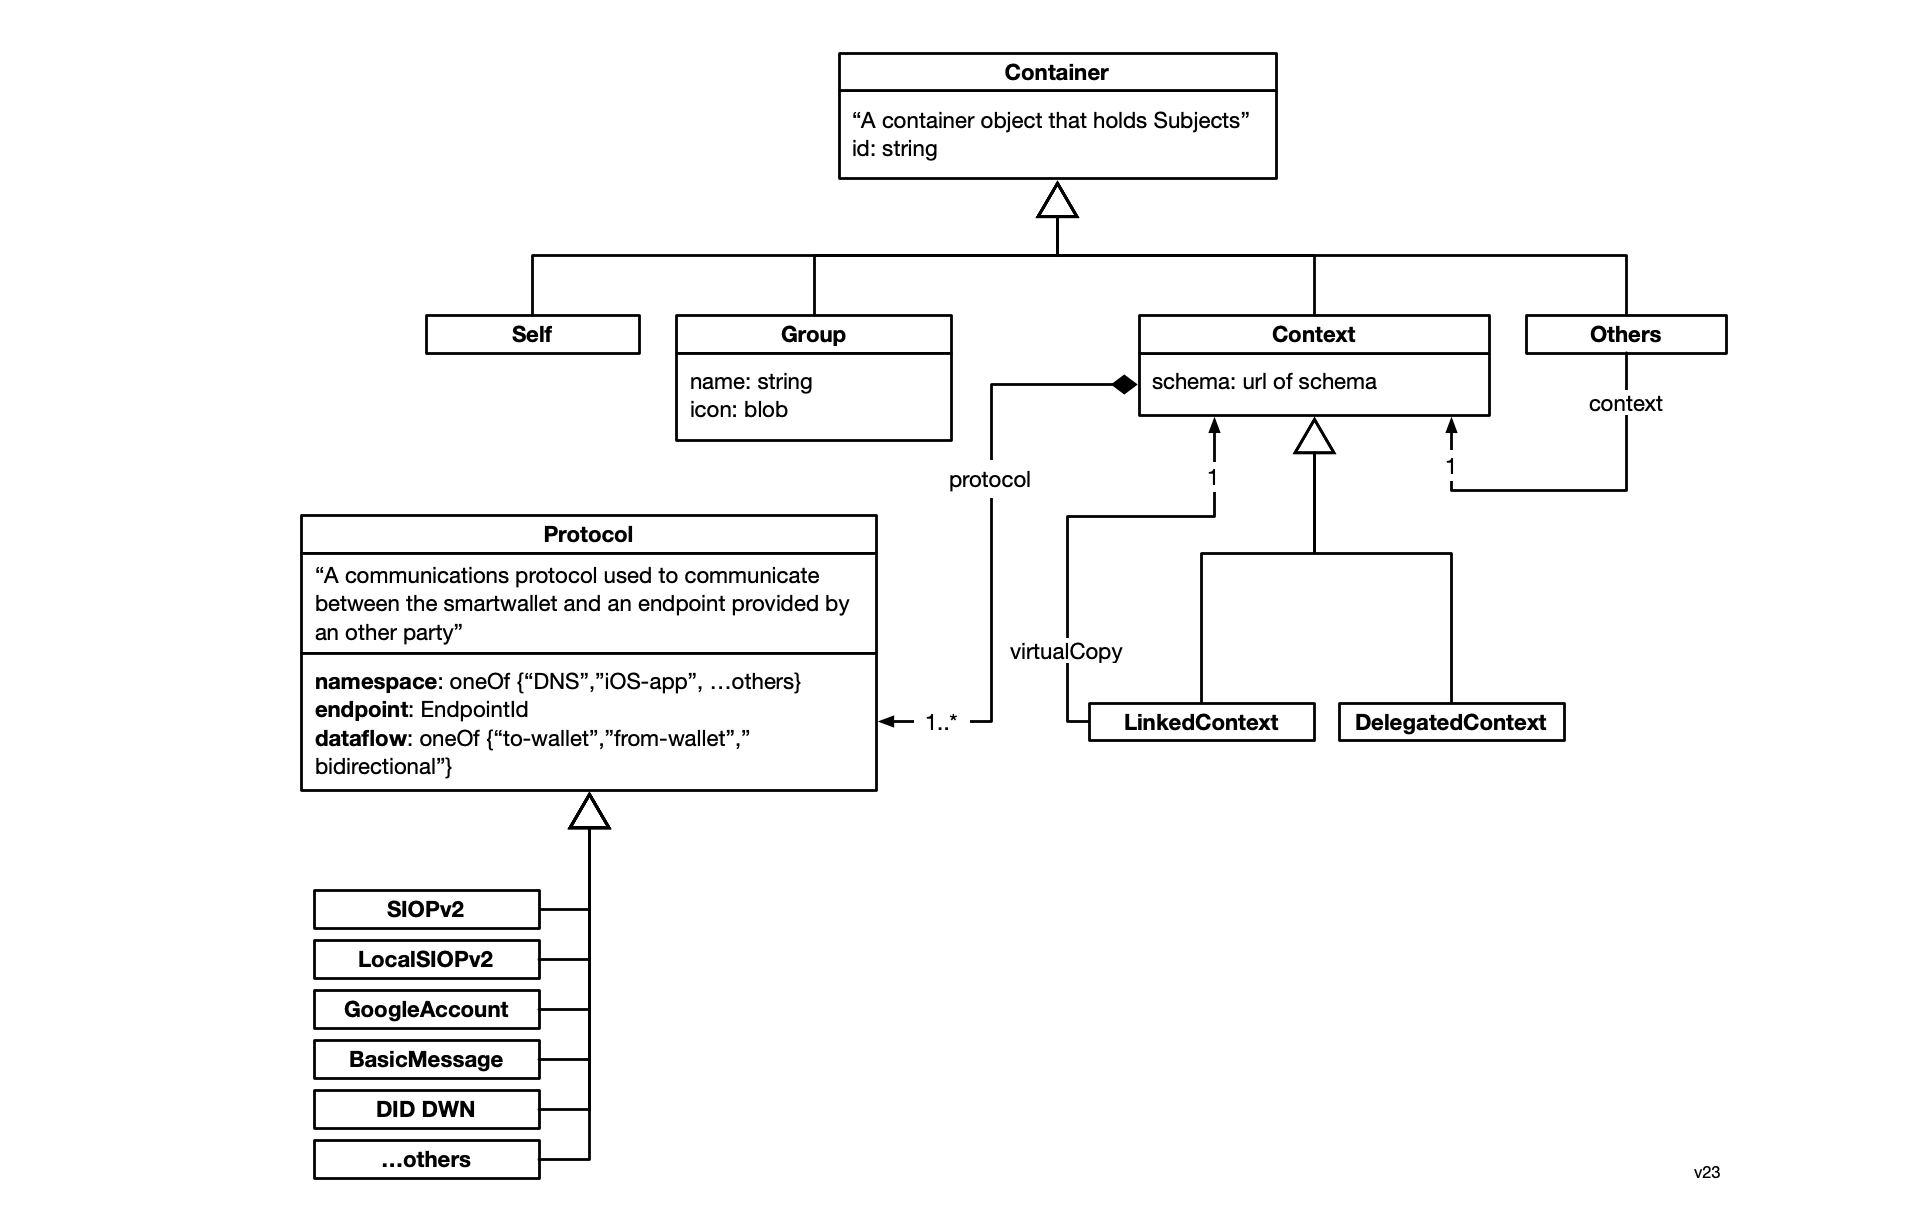 Container
“A container object that holds Subjects”
id: string
Self
Group
name: string
icon: blob
Context
schema: url of schema
Others
context
1
1
protocol
Protocol
“A communications protocol used to communicate
between the smartwallet and an endpoint provided by
an other party”
namespace: oneOf {“DNS”,”iOS-app”, …others}
endpoint: EndpointId
dataflow: oneOf {“to-wallet”,”from-wallet”,”
bidirectional”}
1..*
virtualCopy
LinkedContext
DelegatedContext
SIOPv2
LocalSIOPv2
GoogleAccount
BasicMessage
DID DWN
…others
v23